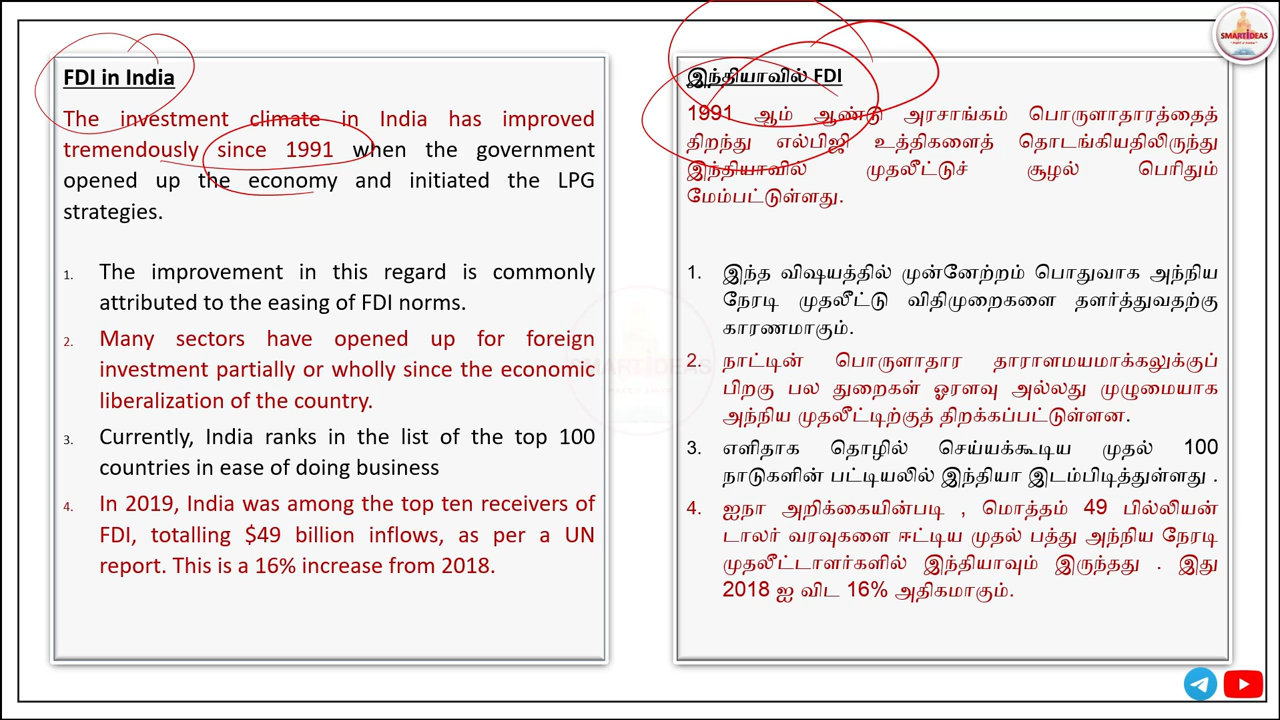 FDI in India
The investment climate in India has improved
tremendously since 1991 when the government
opened up the economy and initiated the LPG
strategies.
1. The improvement in this regard is commonly
attributed to the easing of FDI norms.
2. Many sectors have opened up for foreign
investment partially or wholly since the economic
liberalization of the country.
3. Currently, India ranks in the list of the top 100
countries in ease of doing business
4. In 2019, India was among the top ten receivers of
FDI, totalling $49 billion inflows, as per a UN
report. This is a 16% increase from 2018.
இந்தியாவில் FDI
1991 ஆம் ஆண்டு அரசாங்கம் பொருளாதாரத்தைத்
திறந்து எல்பிஜி உத்திகளைத் தொடங்கியதிலிருந்து
இந்தியாவில் முதலீட்டுச் சூழல் பெரிதும்
மேம்பட்டுள்ளது.
1. இந்த விஷயத்தில் முன்னேற்றம் பொதுவாக அந்நிய
நேரடி முதலீட்டு விதிமுறைகளை தளர்த்துவதற்கு
காரணமாகும்.
2. நாட்டின் பொருளாதார தாராளமயமாக்கலுக்குப்
பிறகு பல துறைகள் ஓரளவு அல்லது முழுமையாக
அந்நிய முதலீட்டிற்குத் திறக்கப்பட்டுள்ளன.
3. எளிதாக தொழில் செய்யக்கூடிய முதல் 100
நாடுகளின் பட்டியலில் இந்தியா இடம்பிடித்துள்ளது .
4. ஐநா அறிக்கையின்படி , மொத்தம் 49 பில்லியன்
டாலர் வரவுகளை ஈட்டிய முதல் பத்து அந்நிய நேரடி
முதலீட்டாளர்களில் இந்தியாவும் இருந்தது . இது
2018 ஐ விட 16% அதிகமாகும்.
SMARTIDEAS
SMARTIDEAS